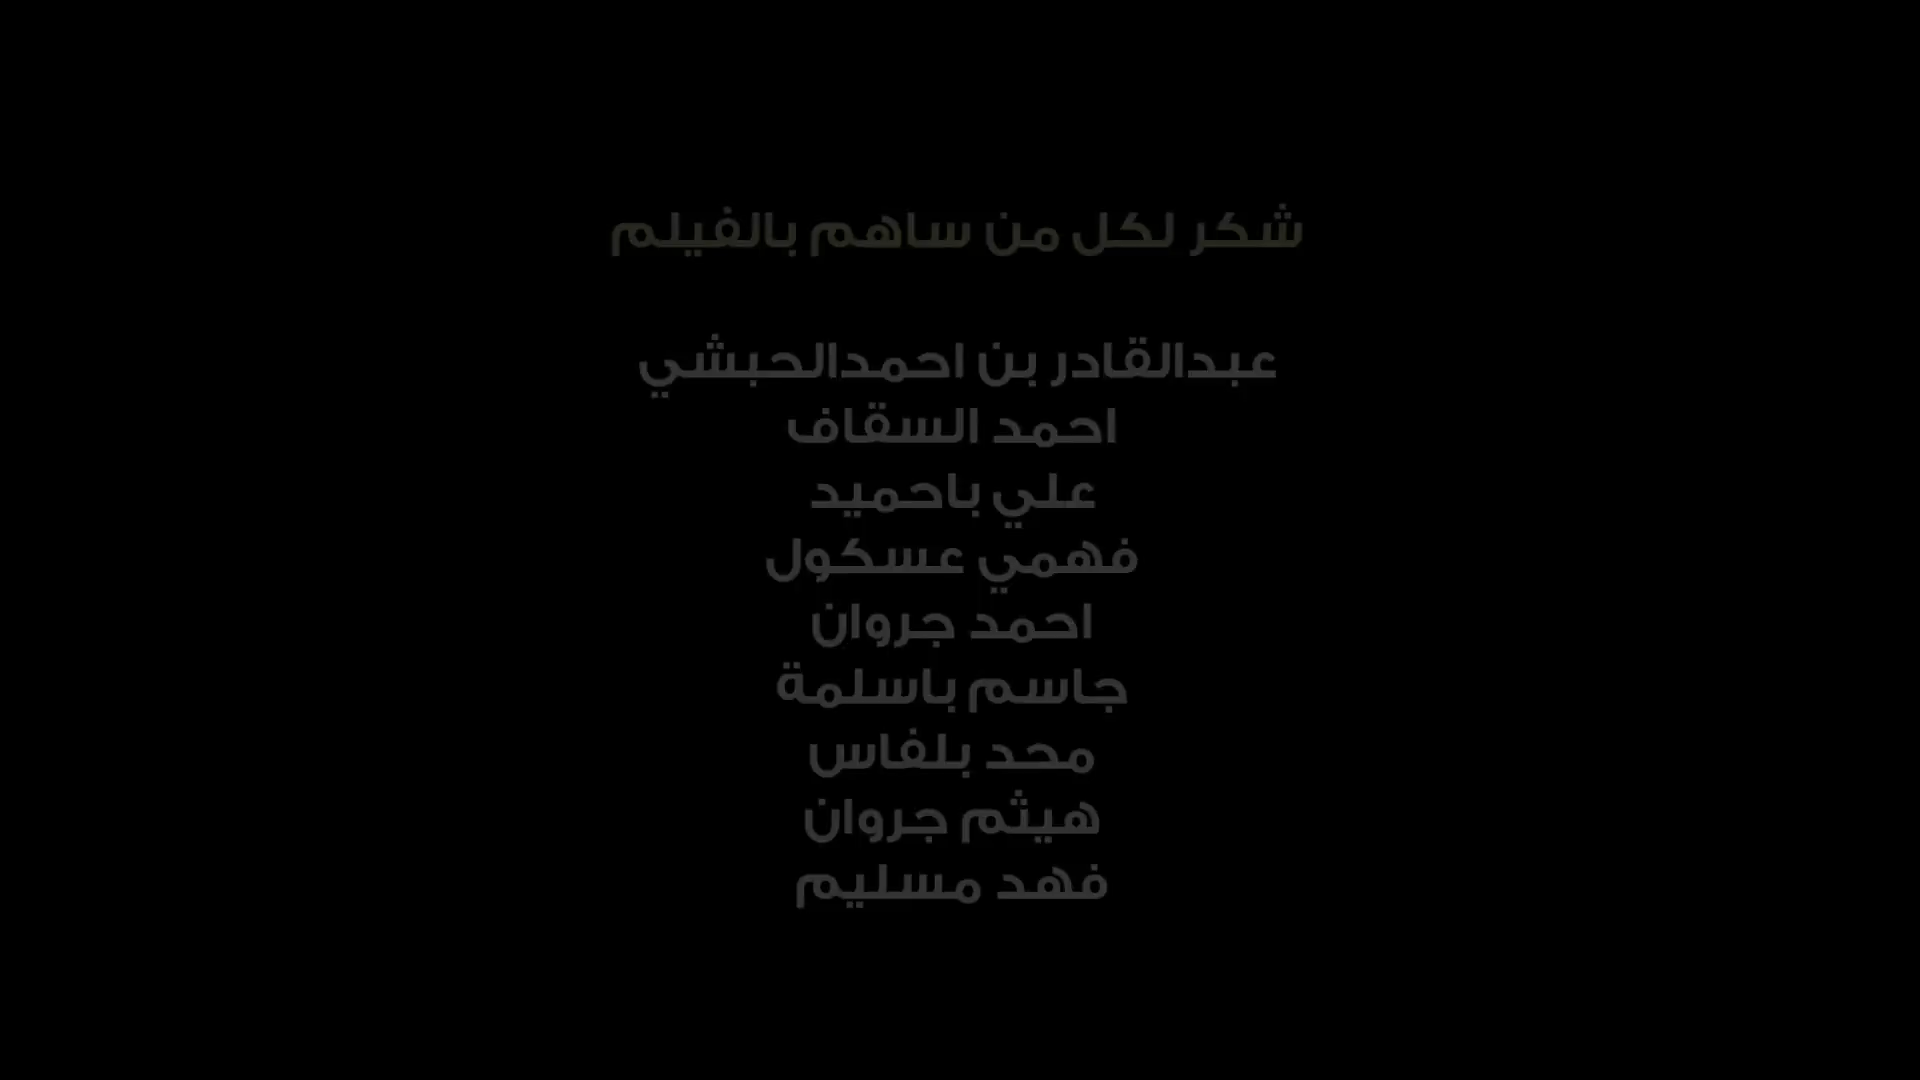 شكر لكل من ساهم بالفيلم
عبدالقادر بن احمدالحبشي
احمد السقاف
علي باحميد
فهمي عسكول
احمد جروان
جاسم باسلمة
محد بلفاس
هيثم جروان
فهد مسليم